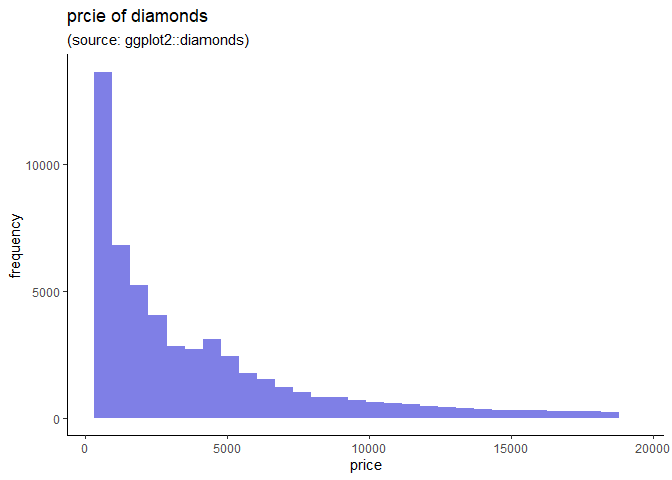 prcie of diamonds
(source: ggplot2::diamonds)
10000
5000
0
frequency
0 5000 10000 15000 20000
price